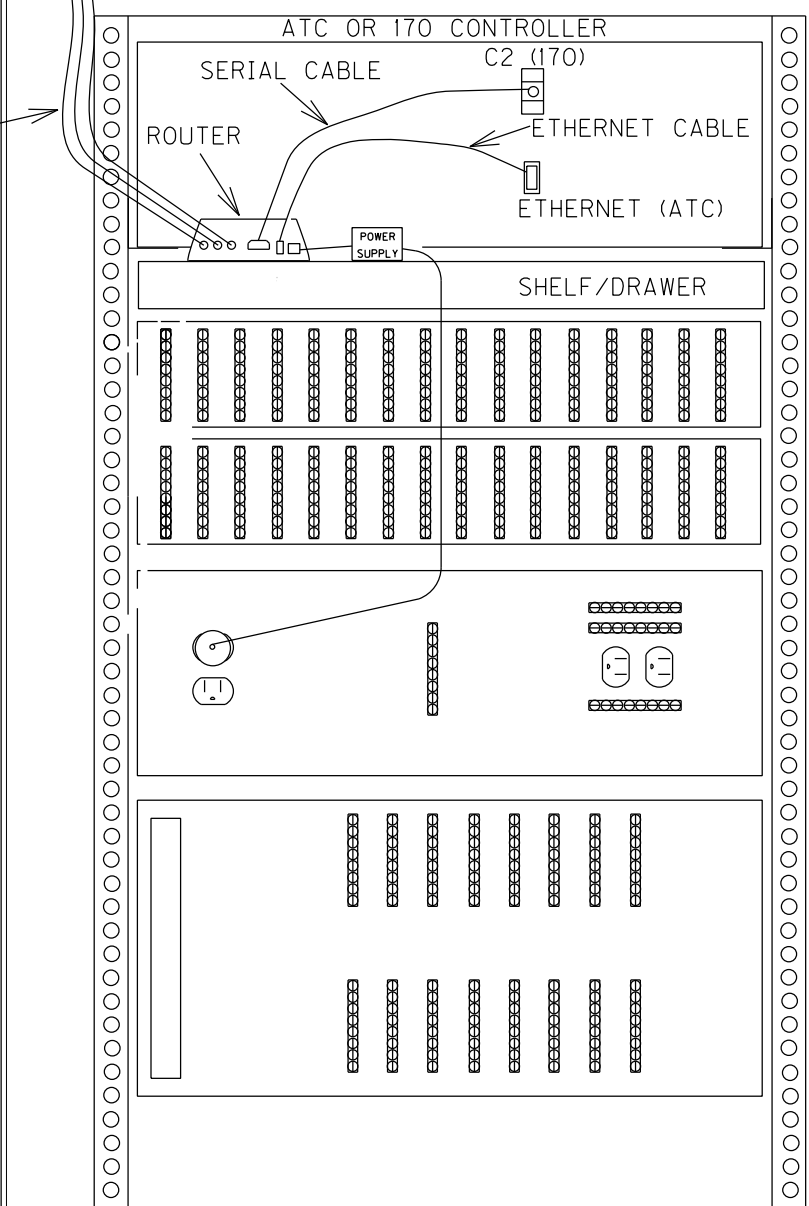 ATC OR 170 CONTROLLER
C2 (170)
SERIAL CABLE
ETHERNET CABLE
ROUTER
ETHERNET (ATC)
POWER
SUPPLY
SHELF/DRAWER